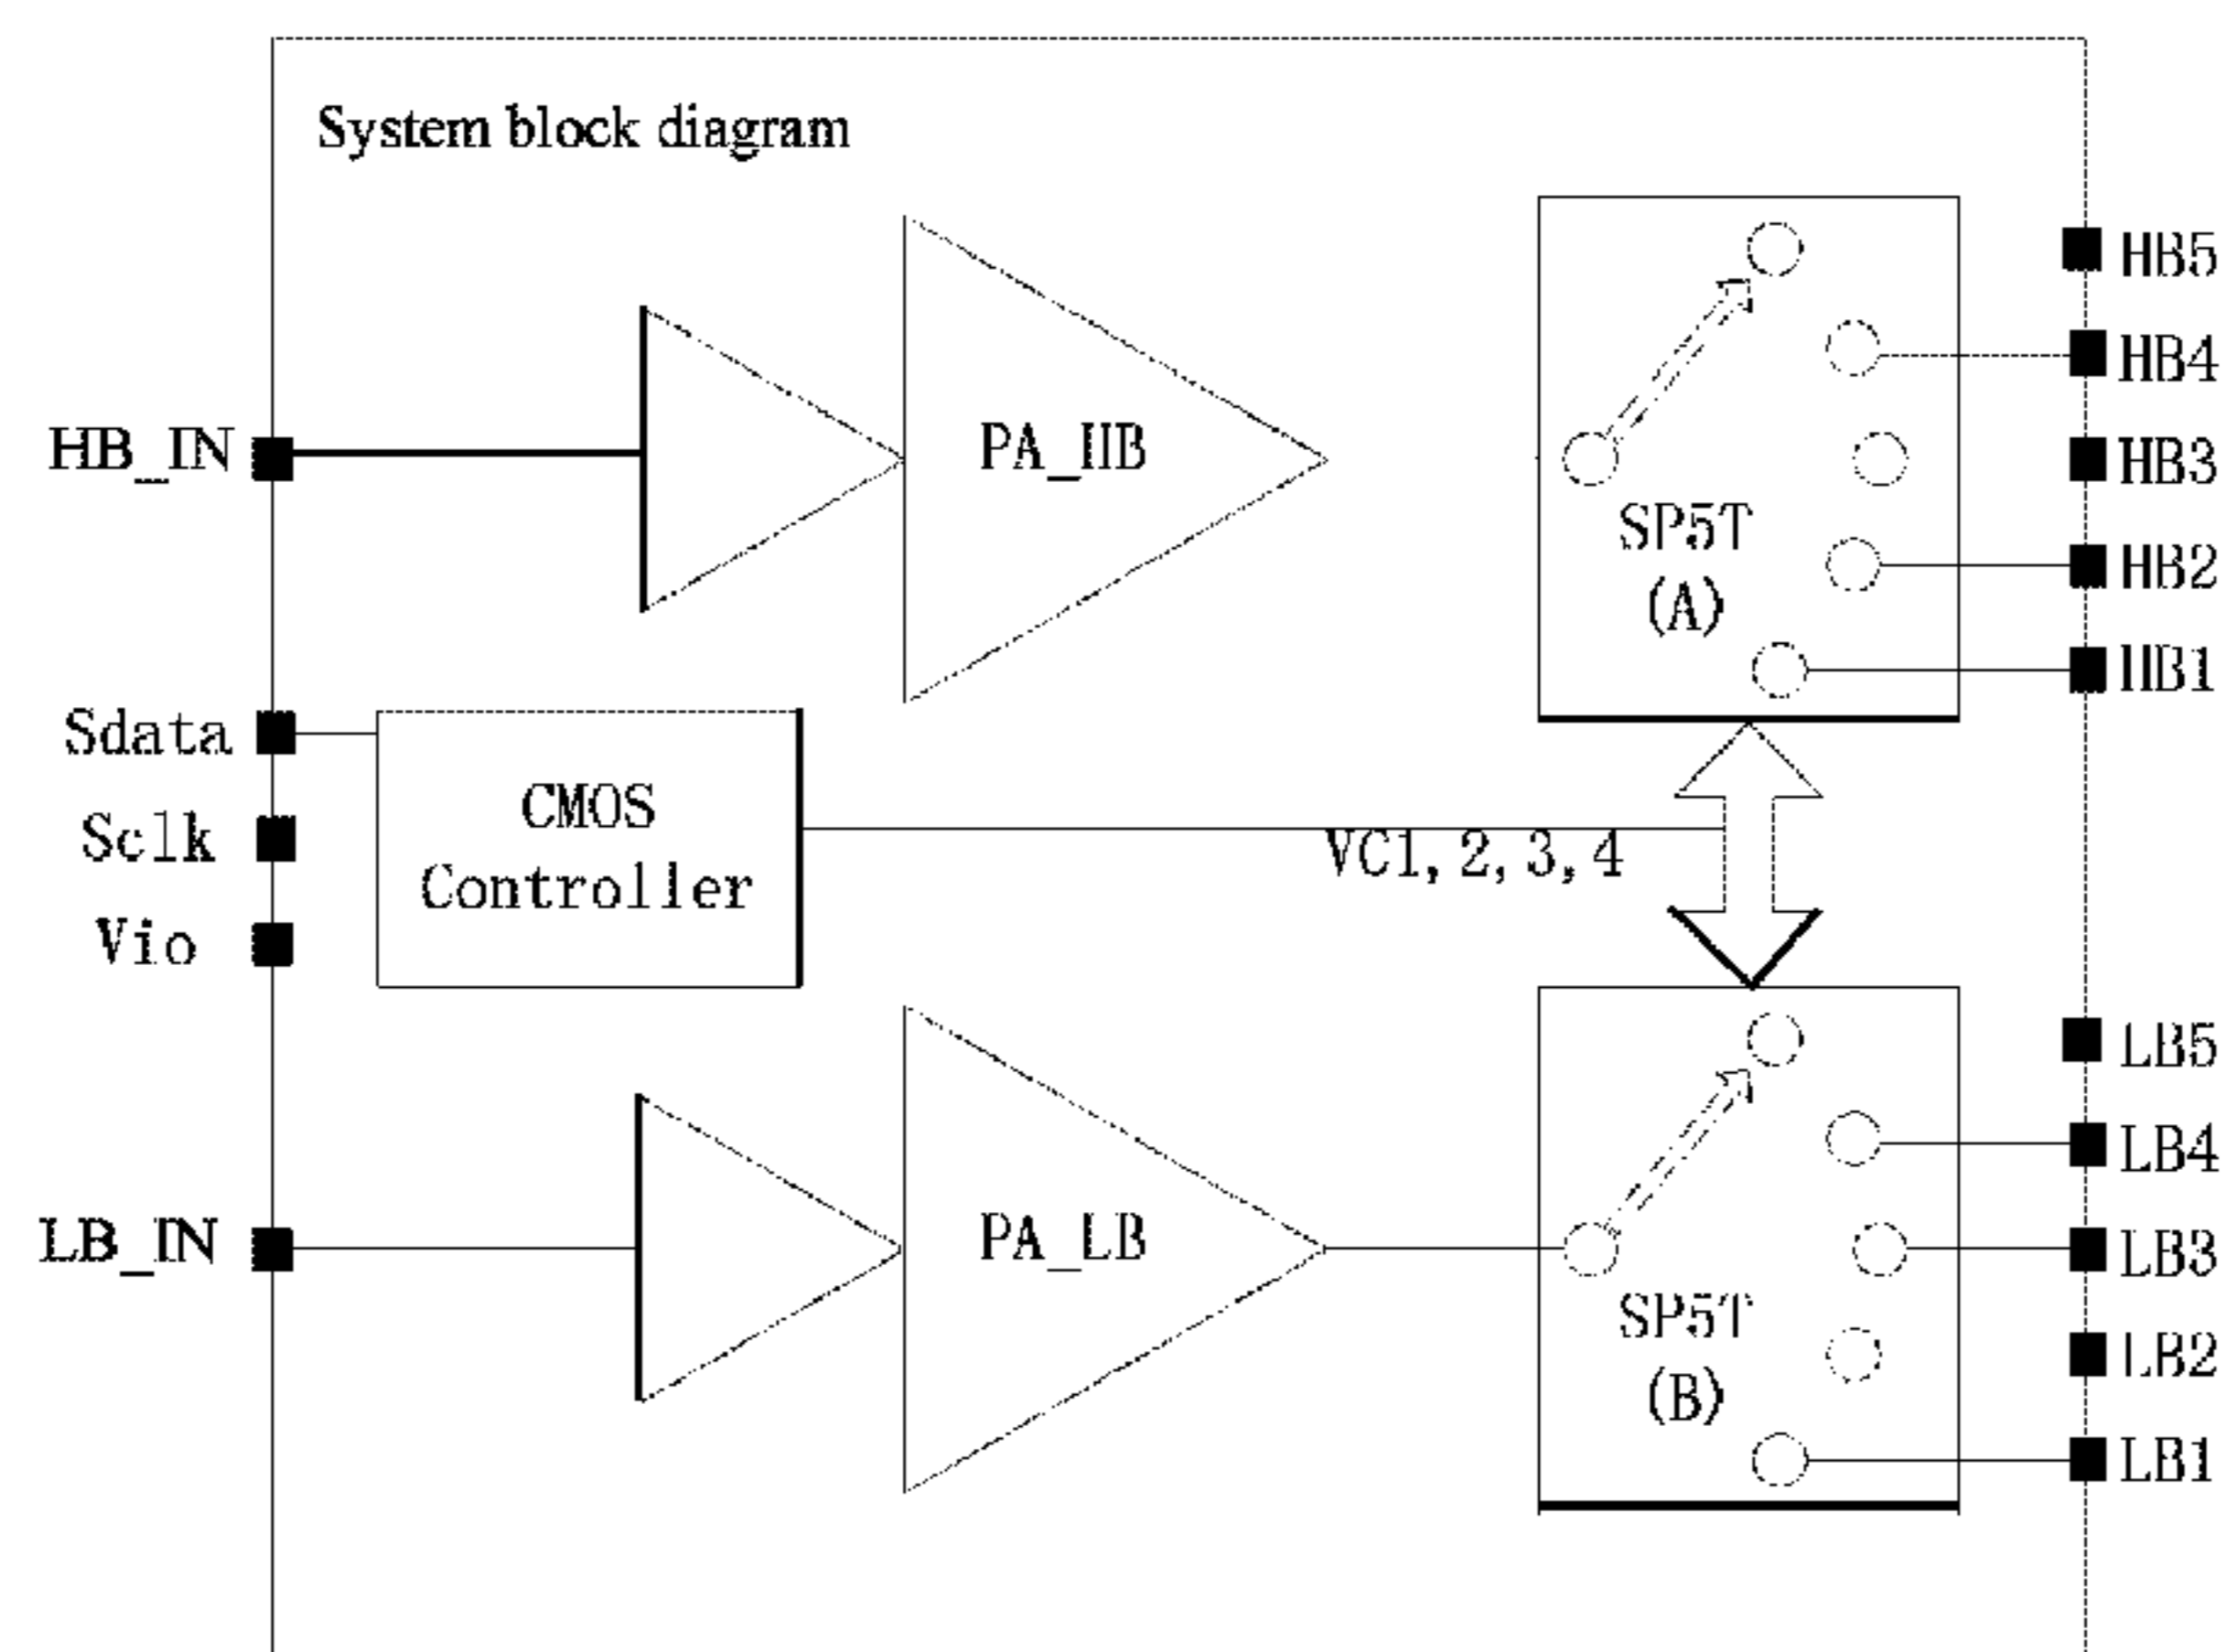 System block diagram
HB5
HB4
HB_IN
PA_HB
HB3
SP5T
(A)
HB2
HB1
Sdata
Sclk
Vio
CMOS
Controller
VC1, 2, 3, 4
LB5
LB4
LB_IN
PA_LB
LB3
SP5T
(B)
LB2
LB1